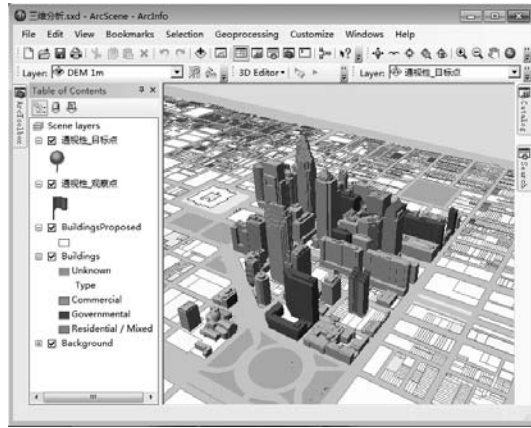 三维分析.sxd - ArcScene - ArcInfo
File Edit View Bookmarks Selection Geoprocessing Customize Windows Help
Layer: DEM 1m 3D Editor Layer: 通视性_目标点
Table of Contents
ArcToolbox
Catalog
Search
Scene layers
通视性_目标点
通视性_观察点
BuildingsProposed
Buildings
Unknown
Type
Commercial
Governmental
Residential / Mixed
Background